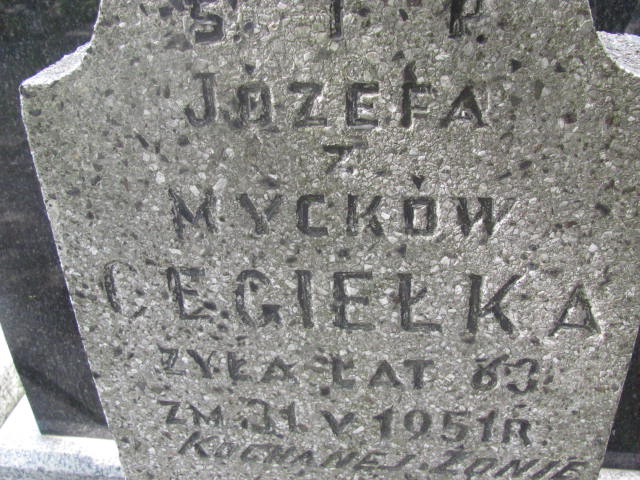 Ś. † P.
JÓZEFA
Z
MYCKÓW
CEGIEŁKA
ŻYŁA LAT 63.
ZM. 31. V. 1951 R.
KOCHANEJ ŻONIE